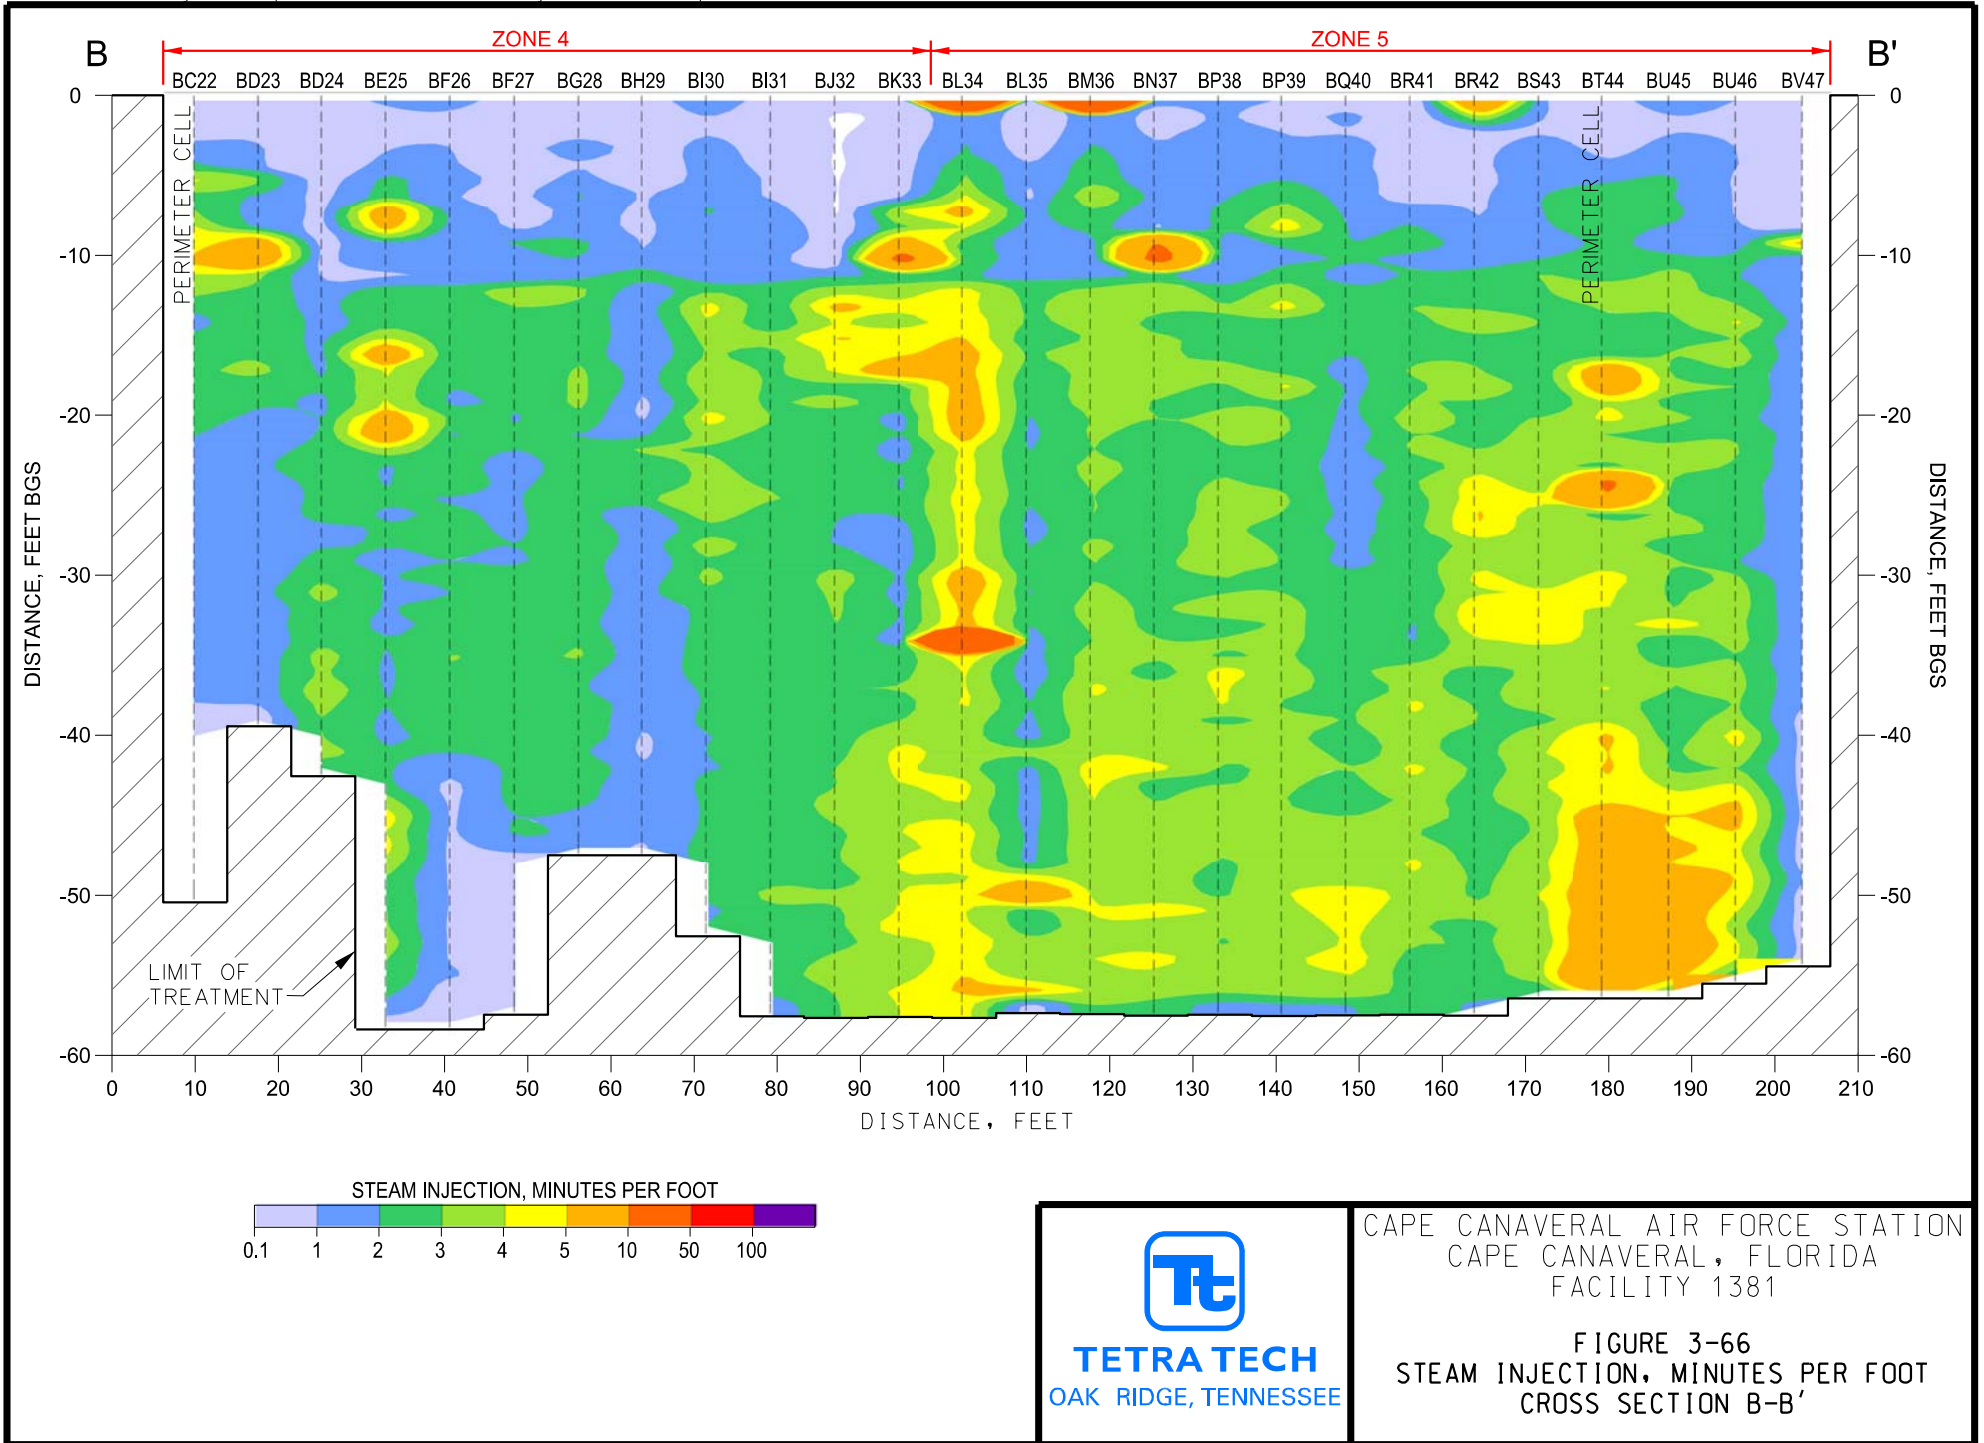 ZONE 4
ZONE 5
B
B'
BC22 BD23 BD24 BE25 BF26 BF27 BG28 BH29 BI30 BI31 BJ32 BK33 BL34 BL35 BM36 BN37 BP38 BP39 BQ40 BR41 BR42 BS43 BT44 BU45 BU46 BV47
0
-10
-20
-30
-40
-50
-60
DISTANCE, FEET BGS
PERIMETER CELL
PERIMETER CELL
LIMIT OF
TREATMENT
0
-10
-20
-30
-40
-50
-60
DISTANCE, FEET BGS
0 10 20 30 40 50 60 70 80 90 100 110 120 130 140 150 160 170 180 190 200 210
DISTANCE, FEET
STEAM INJECTION, MINUTES PER FOOT
0.1 1 2 3 4 5 10 50 100
Tt
TETRA TECH
OAK RIDGE, TENNESSEE
CAPE CANAVERAL AIR FORCE STATION
CAPE CANAVERAL, FLORIDA
FACILITY 1381
FIGURE 3-66
STEAM INJECTION, MINUTES PER FOOT
CROSS SECTION B-B'